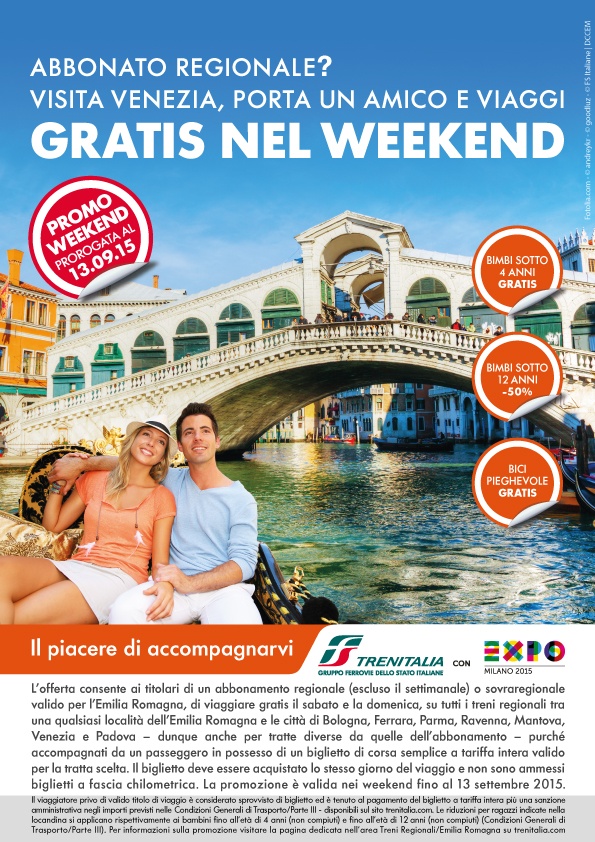 ABBONATO REGIONALE?
VISITA VENEZIA, PORTA UN AMICO E VIAGGI
GRATIS NEL WEEKEND
Fotolia.com - © andreykr - © goodluz - © FS Italiane | DCCEM
PROMO
WEEKEND
PROROGATA AL
13.09.15
BIMBI SOTTO
4 ANNI
GRATIS
BIMBI SOTTO
12 ANNI
-50%
BICI
PIEGHEVOLE
GRATIS
Il piacere di accompagnarvi
TRENITALIA
GRUPPO FERROVIE DELLO STATO ITALIANE
CON
EXPO
MILANO 2015
L'offerta consente ai titolari di un abbonamento regionale (escluso il settimanale) o sovraregionale
valido per l'Emilia Romagna, di viaggiare gratis il sabato e la domenica, su tutti i treni regionali tra
una qualsiasi località dell'Emilia Romagna e le città di Bologna, Ferrara, Parma, Ravenna, Mantova,
Venezia e Padova – dunque anche per tratte diverse da quelle dell'abbonamento – purché
accompagnati da un passeggero in possesso di un biglietto di corsa semplice a tariffa intera valido
per la tratta scelta. Il biglietto deve essere acquistato lo stesso giorno del viaggio e non sono ammessi
biglietti a fascia chilometrica. La promozione è valida nei weekend fino al 13 settembre 2015.
Il viaggiatore privo di valido titolo di viaggio è considerato sprovvisto di biglietto ed è tenuto al pagamento del biglietto a tariffa intera più una sanzione
amministrativa negli importi previsti nelle Condizioni Generali di Trasporto/Parte III - disponibili sul sito trenitalia.com. Le riduzioni per ragazzi indicate nella
locandina si applicano rispettivamente ai bambini fino all'età di 4 anni (non compiuti) e fino all'età di 12 anni (non compiuti) (Condizioni Generali di
Trasporto/Parte III). Per informazioni sulla promozione visitare la pagina dedicata nell'area Treni Regionali/Emilia Romagna su trenitalia.com